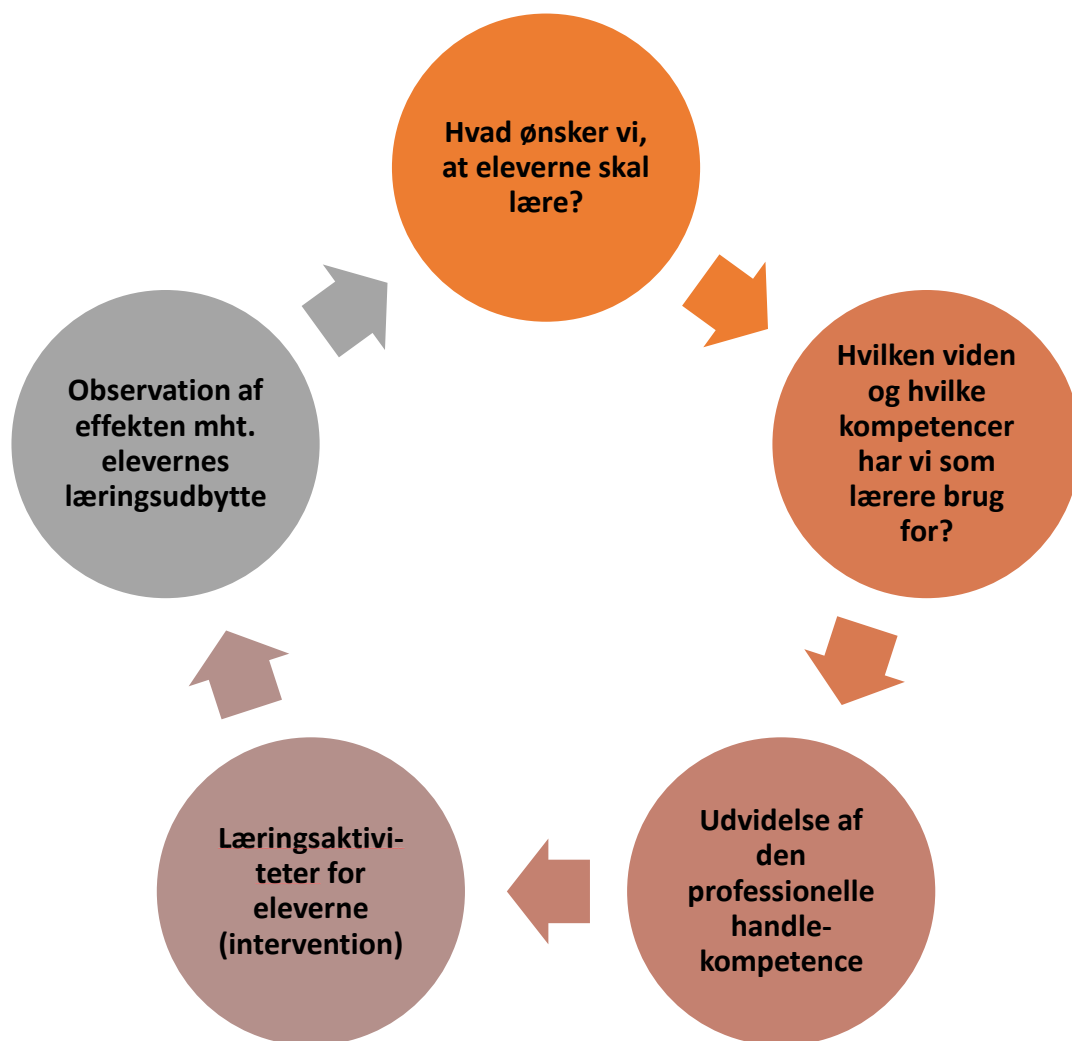 Hvad ønsker vi,
at eleverne skal
lære?
Hvilken viden
og hvilke
kompetencer
har vi som
lærere brug
for?
Udvidelse af
den
professionelle
handle-
kompetence
Læringsaktivi-
teter for
eleverne
(intervention)
Observation af
effekten mht.
elevernes
læringsudbytte